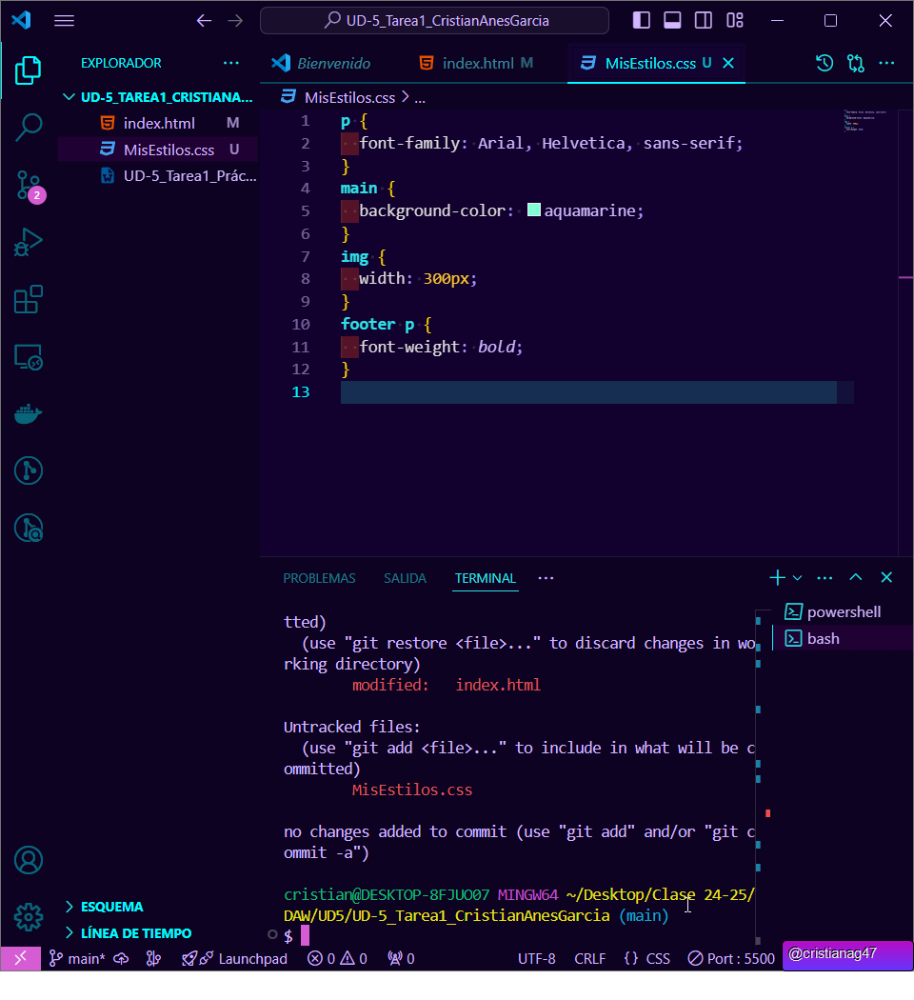 UD-5_Tarea1_CristianAnesGarcia
EXPLORADOR
UD-5_TAREA1_CRISTIANA...
index.html M
MisEstilos.css U
UD-5_Tarea1_Prác...
ESQUEMA
LÍNEA DE TIEMPO
Bienvenido
index.html M
MisEstilos.css U
MisEstilos.css > ...
1 p {
2 font-family: Arial, Helvetica, sans-serif;
3 }
4 main {
5 background-color: aquamarine;
6 }
7 img {
8 width: 300px;
9 }
10 footer p {
11 font-weight: bold;
12 }
13
PROBLEMAS SALIDA TERMINAL ...
tted)
(use "git restore <file>..." to discard changes in wo
rking directory)
modified: index.html
Untracked files:
(use "git add <file>..." to include in what will be c
ommitted)
MisEstilos.css
no changes added to commit (use "git add" and/or "git c
ommit -a")
cristian@DESKTOP-8FJUO07 MINGW64 ~/Desktop/Clase 24-25/
DAW/UD5/UD-5_Tarea1_CristianAnesGarcia (main)
$
powershell
bash
2
main* Launchpad 0 0 0 UTF-8 CRLF {} CSS Port : 5500
@cristianag47